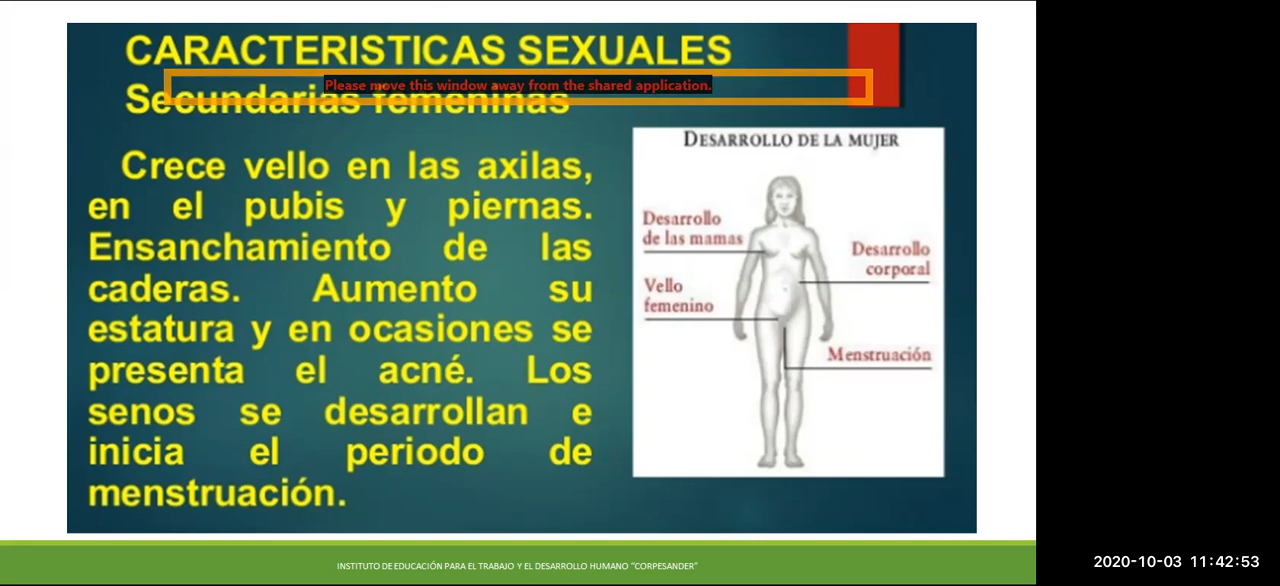 CARACTERISTICAS SEXUALES
Please move this window away from the shared application.
Secundarias femeninas
Crece vello en las axilas,
en el pubis y piernas.
Ensanchamiento de las
caderas. Aumento su
estatura y en ocasiones se
presenta el acné. Los
senos se desarrollan e
inicia el periodo de
menstruación.
DESARROLLO DE LA MUJER
Desarrollo
de las mamas
Desarrollo
corporal
Vello
femenino
Menstruación
INSTITUTO DE EDUCACIÓN PARA EL TRABAJO Y EL DESARROLLO HUMANO "CORPESANDER"
2020-10-03 11:42:53